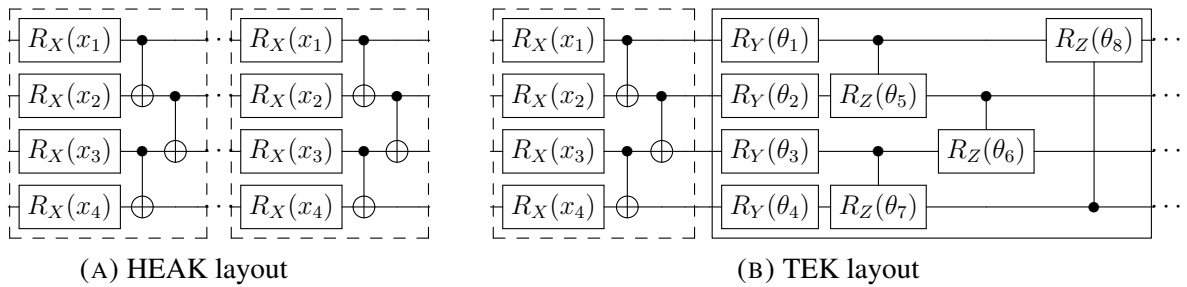 R_X(x_1) ··· R_X(x_1) R_X(x_1) R_Y(θ_1) R_Z(θ_8) ···
R_X(x_2) ··· R_X(x_2) R_X(x_2) R_Y(θ_2) R_Z(θ_5) ···
R_X(x_3) ··· R_X(x_3) R_X(x_3) R_Y(θ_3) R_Z(θ_6) ···
R_X(x_4) ··· R_X(x_4) R_X(x_4) R_Y(θ_4) R_Z(θ_7) ···
(A) HEAK layout
(B) TEK layout